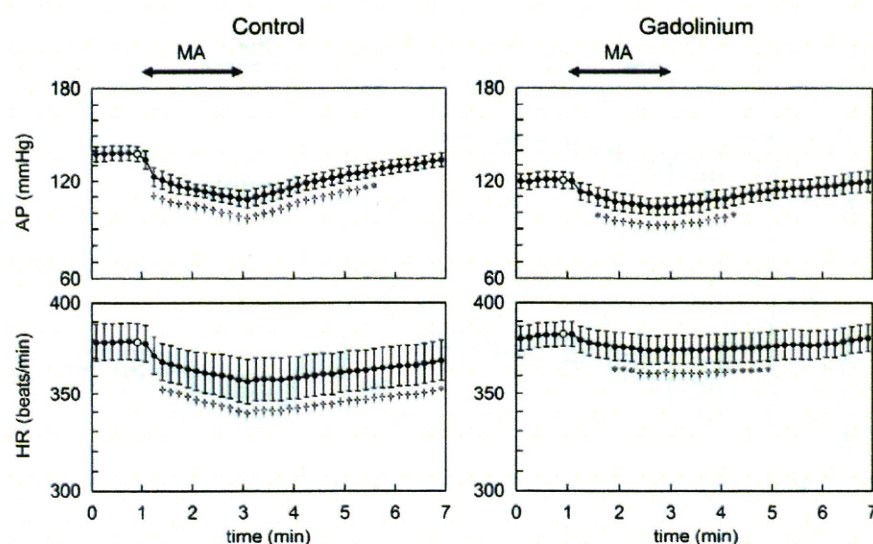 Control Gadolinium
MA MA
180 180
120 120
60 60
AP (mmHg)
400 400
350 350
300 300
HR (beats/min)
0 1 2 3 4 5 6 7 0 1 2 3 4 5 6 7
time (min) time (min)